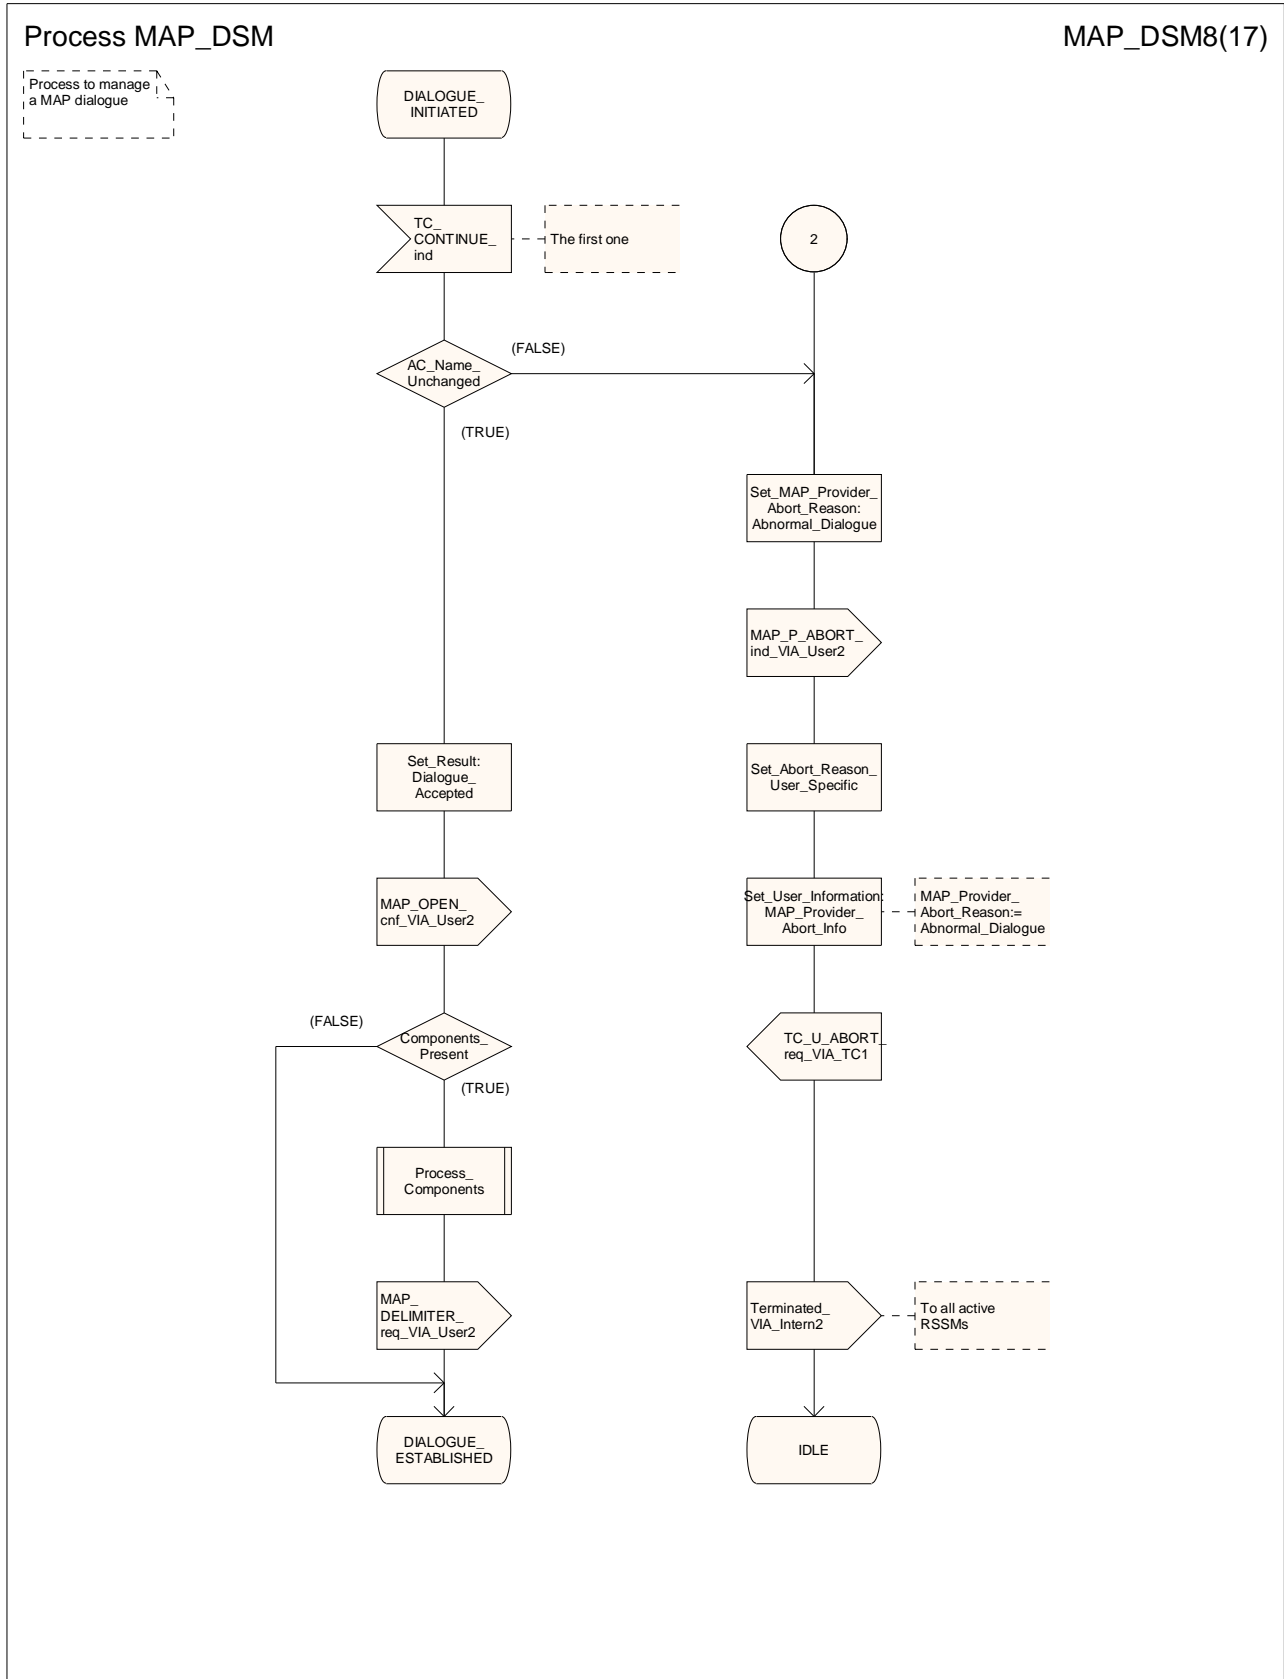 Process MAP_DSM
MAP_DSM8(17)
Process to manage
a MAP dialogue
DIALOGUE_
INITIATED
TC_
CONTINUE_
ind
The first one
2
AC_Name_
Unchanged
(FALSE)
(TRUE)
Set_MAP_Provider_
Abort_Reason:
Abnormal_Dialogue
MAP_P_ABORT_
ind_VIA_User2
Set_Result:
Dialogue_
Accepted
Set_Abort_Reason_
User_Specific
MAP_OPEN_
cnf_VIA_User2
Set_User_Information:
MAP_Provider_
Abort_Info
MAP_Provider_
Abort_Reason:=
Abnormal_Dialogue
(FALSE)
Components_
Present
(TRUE)
TC_U_ABORT_
req_VIA_TC1
Process_
Components
MAP_
DELIMITER_
req_VIA_User2
Terminated_
VIA_Intern2
To all active
RSSMs
DIALOGUE_
ESTABLISHED
IDLE